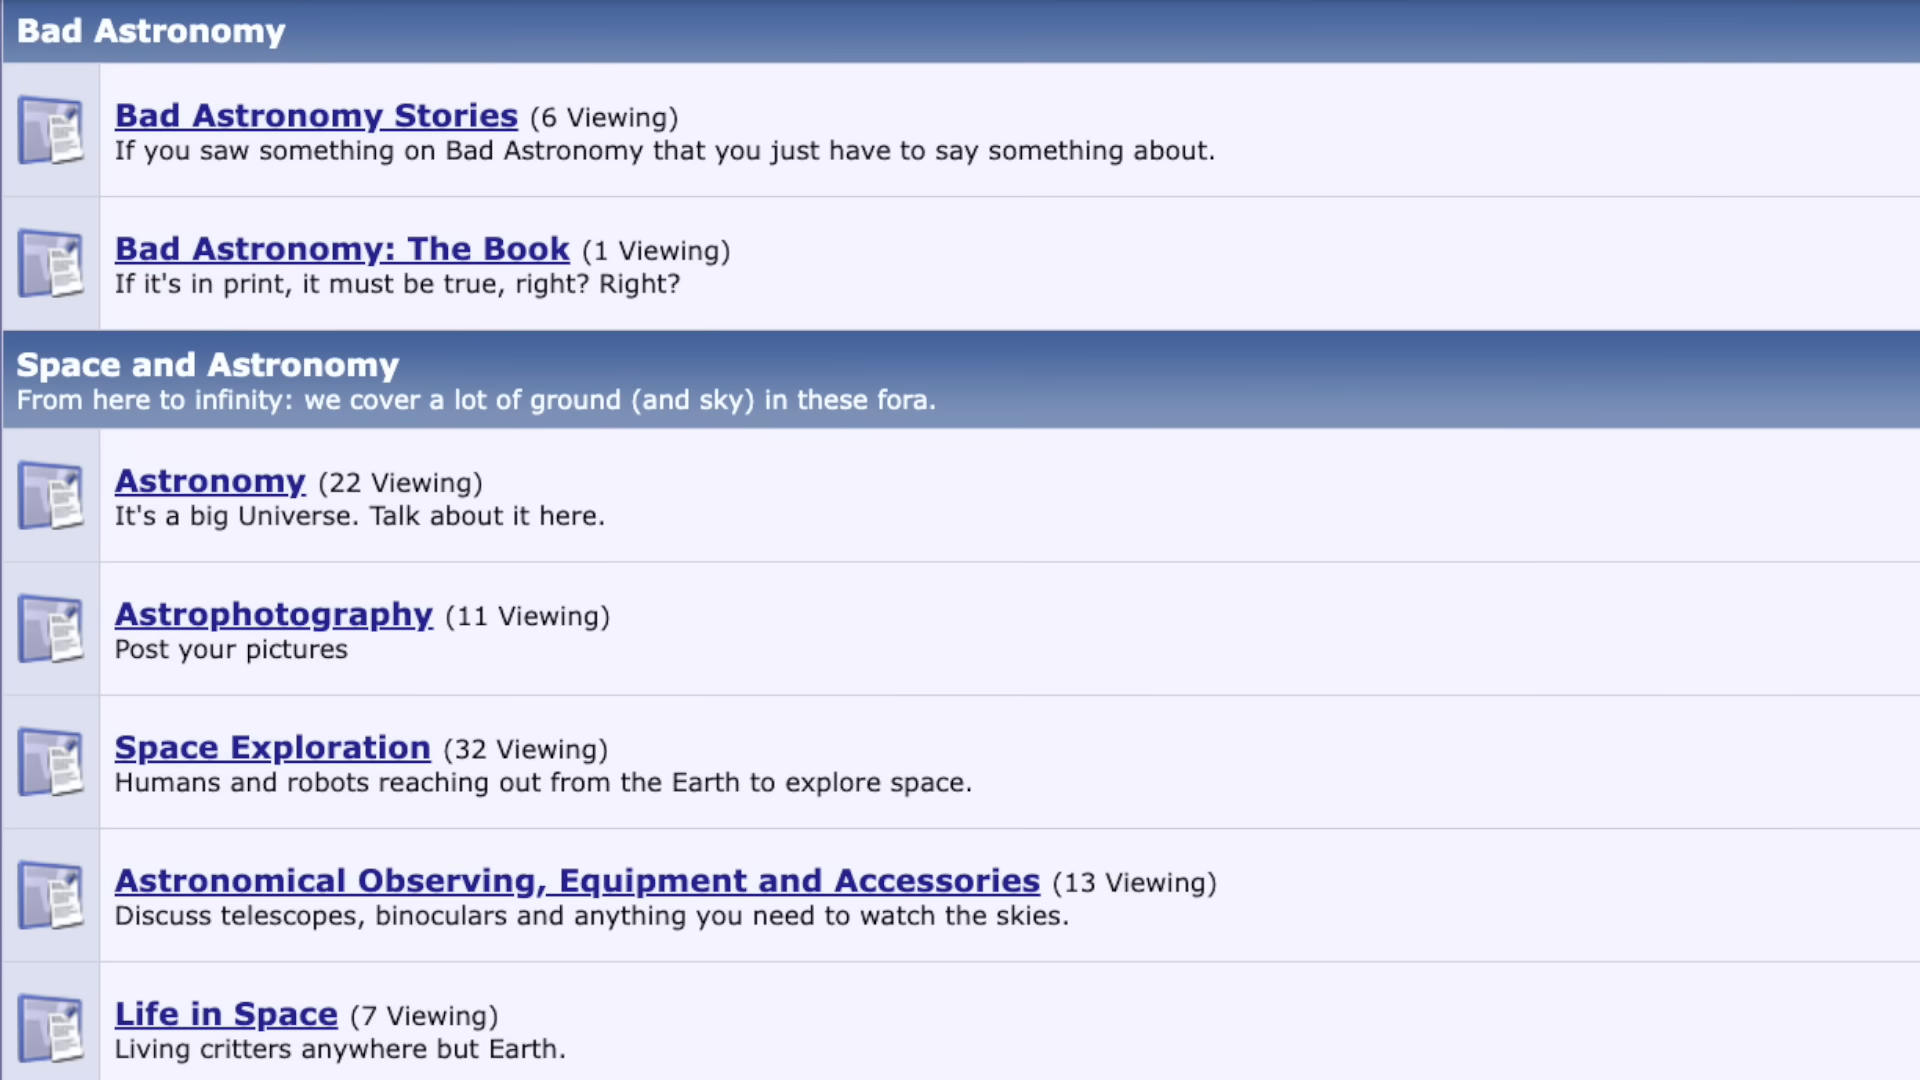 Bad Astronomy
Bad Astronomy Stories (6 Viewing)
If you saw something on Bad Astronomy that you just have to say something about.
Bad Astronomy: The Book (1 Viewing)
If it's in print, it must be true, right? Right?
Space and Astronomy
From here to infinity: we cover a lot of ground (and sky) in these fora.
Astronomy (22 Viewing)
It's a big Universe. Talk about it here.
Astrophotography (11 Viewing)
Post your pictures
Space Exploration (32 Viewing)
Humans and robots reaching out from the Earth to explore space.
Astronomical Observing, Equipment and Accessories (13 Viewing)
Discuss telescopes, binoculars and anything you need to watch the skies.
Life in Space (7 Viewing)
Living critters anywhere but Earth.